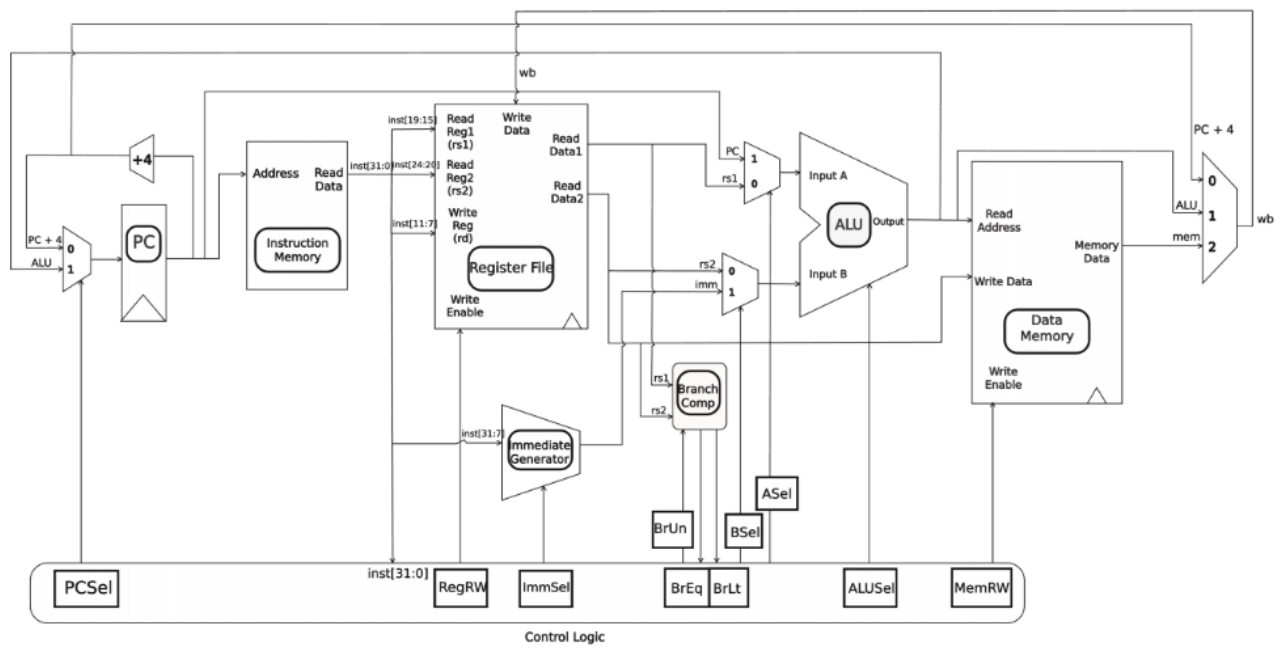 wb
PC + 4
+4
PC + 4
0
ALU
1
PC
Address
Read
Data
Instruction
Memory
inst[31:0]
inst[19:15]
inst[24:20]
inst[11:7]
Read
Reg1
(rs1)
Read
Reg2
(rs2)
Write
Reg
(rd)
Write
Data
Read
Data1
Read
Data2
Register File
Write
Enable
PC
1
rs1
0
rs2
0
imm
1
Input A
ALU
Output
Input B
Read
Address
Write Data
Memory
Data
Data
Memory
Write
Enable
0
ALU
1
mem
2
wb
rs1
rs2
Branch
Comp
inst[31:7]
Immediate
Generator
ASel
BrUn
BSel
PCSel
inst[31:0]
RegRW
ImmSel
BrEq
BrLt
ALUSel
MemRW
Control Logic